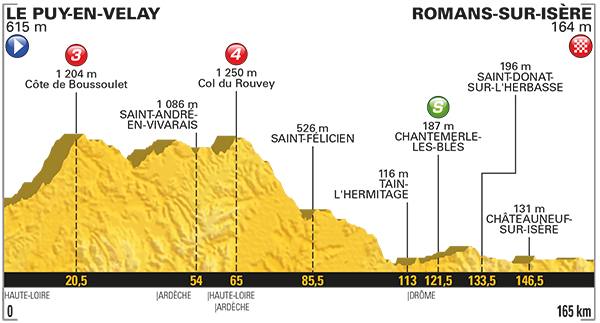 LE PUY-EN-VELAY
615 m
ROMANS-SUR-ISÈRE
164 m
3
1 204 m
Côte de Boussoulet
1 086 m
SAINT-ANDRÉ-
EN-VIVARAIS
4
1 250 m
Col du Rouvey
526 m
SAINT-FÉLICIEN
116 m
TAIN-
L'HERMITAGE
S
187 m
CHANTEMERLE-
LES-BLÉS
196 m
SAINT-DONAT-
SUR-L'HERBASSE
131 m
CHÂTEAUNEUF-
SUR-ISÈRE
20,5 54 65 85,5 113 121,5 133,5 146,5
HAUTE-LOIRE |ARDÈCHE |HAUTE-LOIRE |DRÔME
|ARDÈCHE
0 165 km